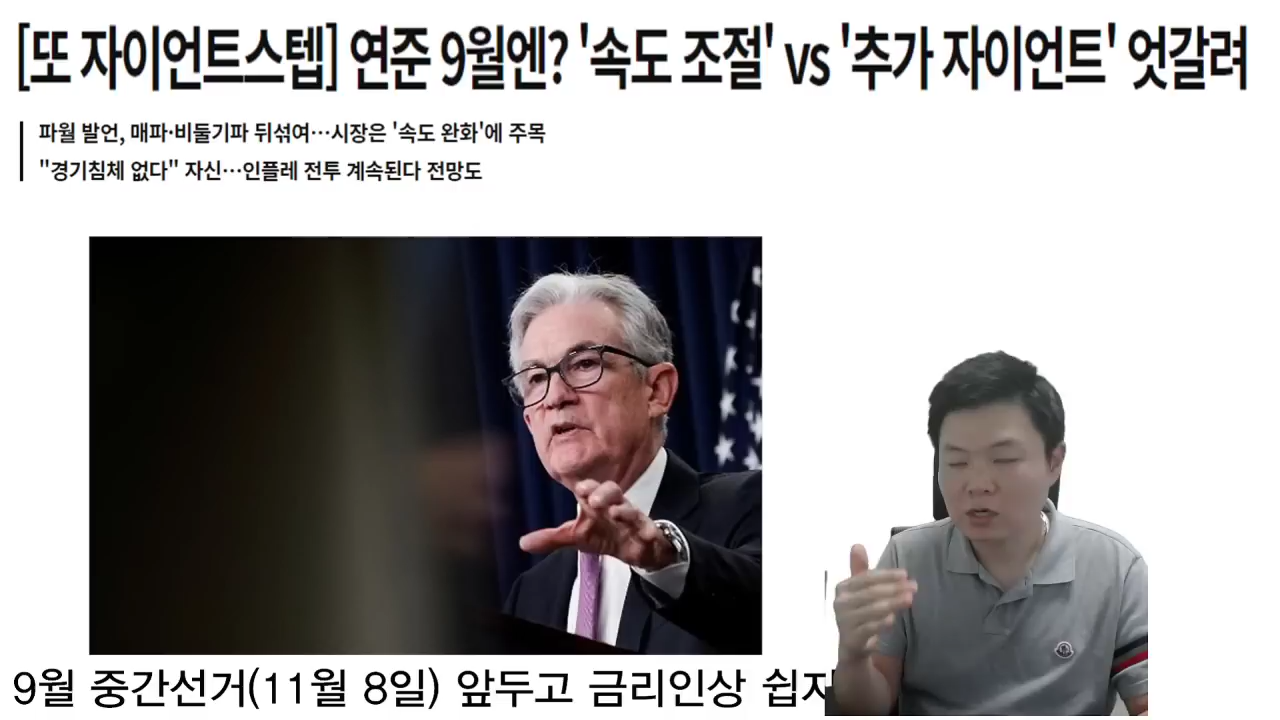 [또 자이언트스텝] 연준 9월엔? '속도 조절' vs '추가 자이언트' 엇갈려
파월 발언, 매파·비둘기파 뒤섞여…시장은 '속도 완화'에 주목
"경기침체 없다" 자신…인플레 전투 계속된다 전망도
9월 중간선거(11월 8일) 앞두고 금리인상